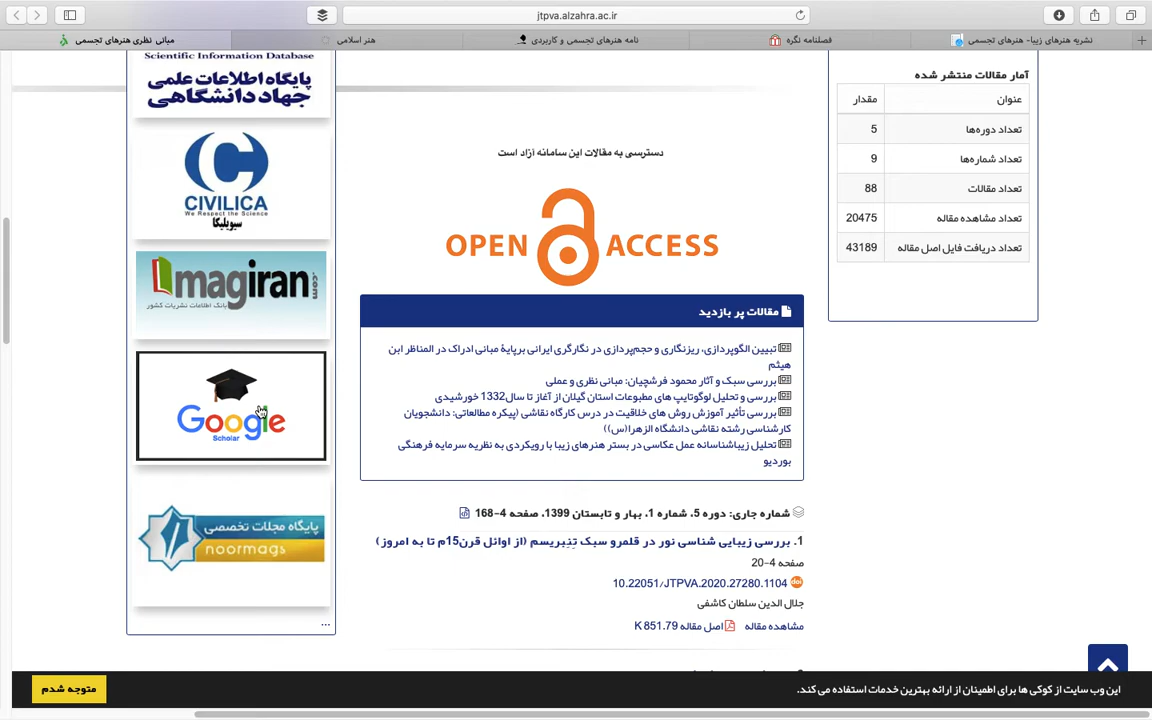 jtpva.alzahra.ac.ir
مبانی نظری هنرهای تجسمی
هنر اسلامی
نامه هنرهای تجسمی و کاربردی
فصلنامه نگره
نشریه هنرهای زیبا- هنرهای تجسمی
Scientific Information Database
پایگاه اطلاعات علمی
جهاد دانشگاهی
CIVILICA
We Respect the Science
سیویلیکا
magiran.com
بانک اطلاعات نشریات کشور
Google
Scholar
پایگاه مجلات تخصصی
noormags
...
دسترسی به مقالات این سامانه آزاد است
OPEN ACCESS
مقالات پر بازدید
تبیین الگوپردازی، ریزنگاری و حجم‌پردازی در نگارگری ایرانی برپایۀ مبانی ادراک در المناظر ابن
هیثم
بررسی سبک و آثار محمود فرشچیان: مبانی نظری و عملی
بررسی و تحلیل لوگوتایپ های مطبوعات استان گیلان از آغاز تا سال1332 خورشیدی
بررسی تأثیر آموزش روش های خلاقیت در درس کارگاه نقاشی (پیکره مطالعاتی: دانشجویان
کارشناسی رشته نقاشی دانشگاه الزهرا(س))
تحلیل زیباشناسانه عمل عکاسی در بستر هنرهای زیبا با رویکردی به نظریه سرمایه فرهنگی
بوردیو
شماره جاری: دوره 5، شماره 1، بهار و تابستان 1399، صفحه 4-168
1. بررسی زیبایی شناسی نور در قلمرو سبک تِنِبریسم (از اوائل قرن15م تا به امروز)
صفحه 4-20
10.22051/JTPVA.2020.27280.1104
جلال الدین سلطان کاشفی
مشاهده مقاله اصل مقاله 851.79 K
آمار مقالات منتشر شده
عنوان مقدار
تعداد دوره‌ها 5
تعداد شماره‌ها 9
تعداد مقالات 88
تعداد مشاهده مقاله 20475
تعداد دریافت فایل اصل مقاله 43189
این وب سایت از کوکی ها برای اطمینان از ارائه بهترین خدمات استفاده می کند.
متوجه شدم